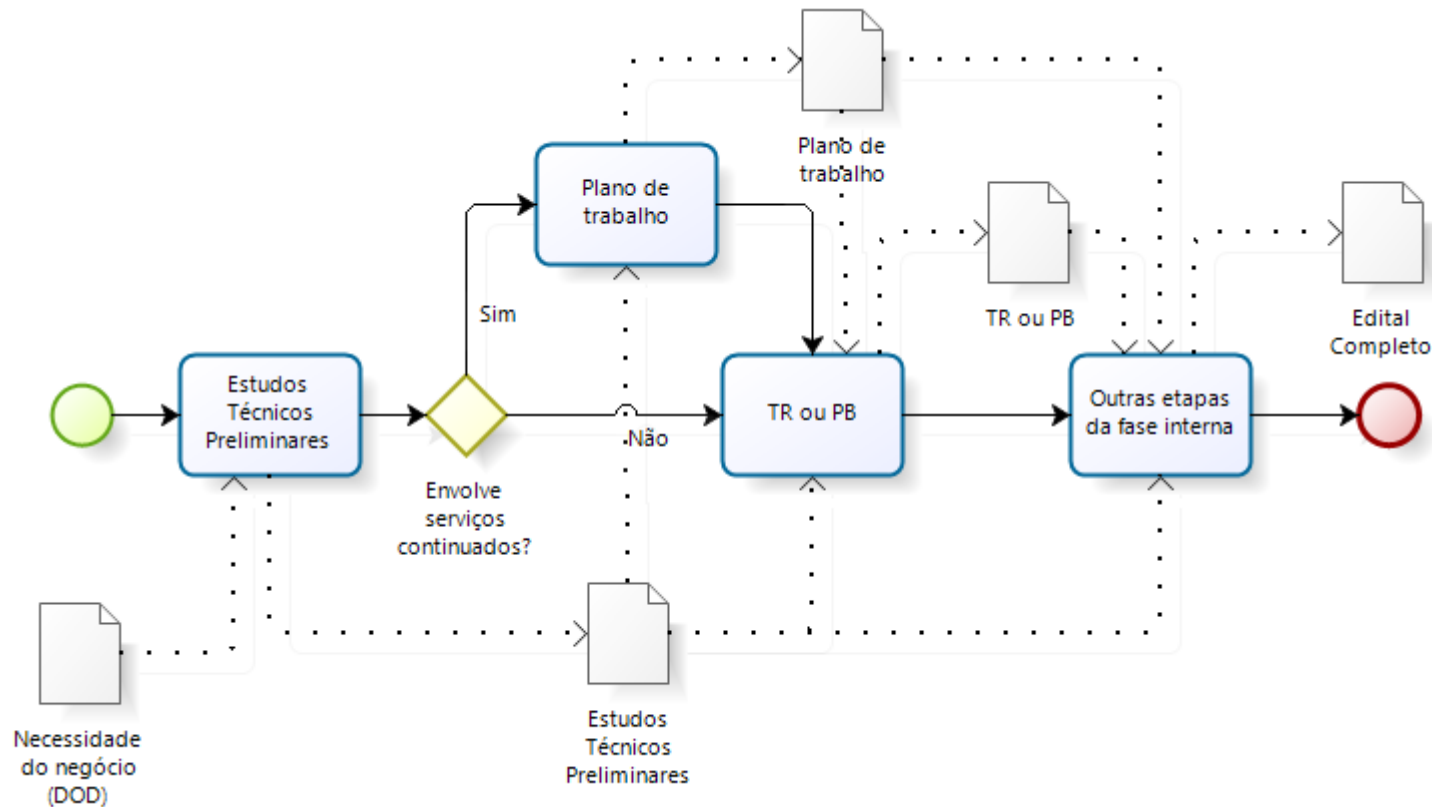 Plano de
trabalho
Plano de
trabalho
TR ou PB
Edital
Completo
Sim
Estudos
Técnicos
Preliminares
Não
TR ou PB
Outras etapas
da fase interna
Envolve
serviços
continuados?
Necessidade
do negócio
(DOD)
Estudos
Técnicos
Preliminares